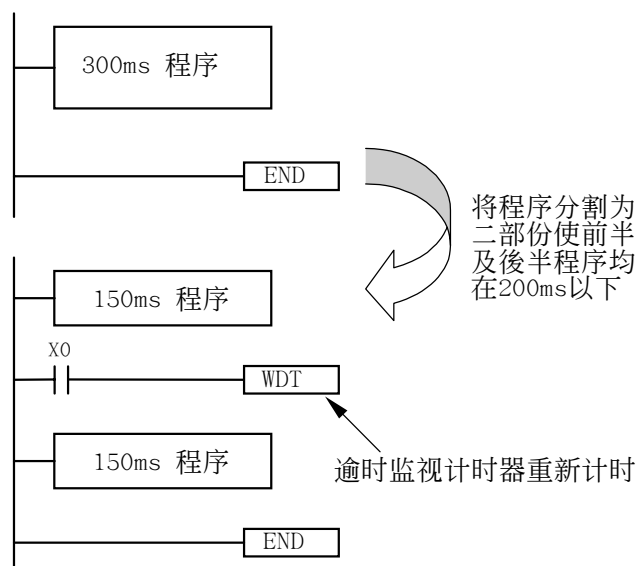 300ms 程序
END
将程序分割为
二部份使前半
及後半程序均
在200ms以下
150ms 程序
X0
WDT
150ms 程序
逾时监视计时器重新计时
END